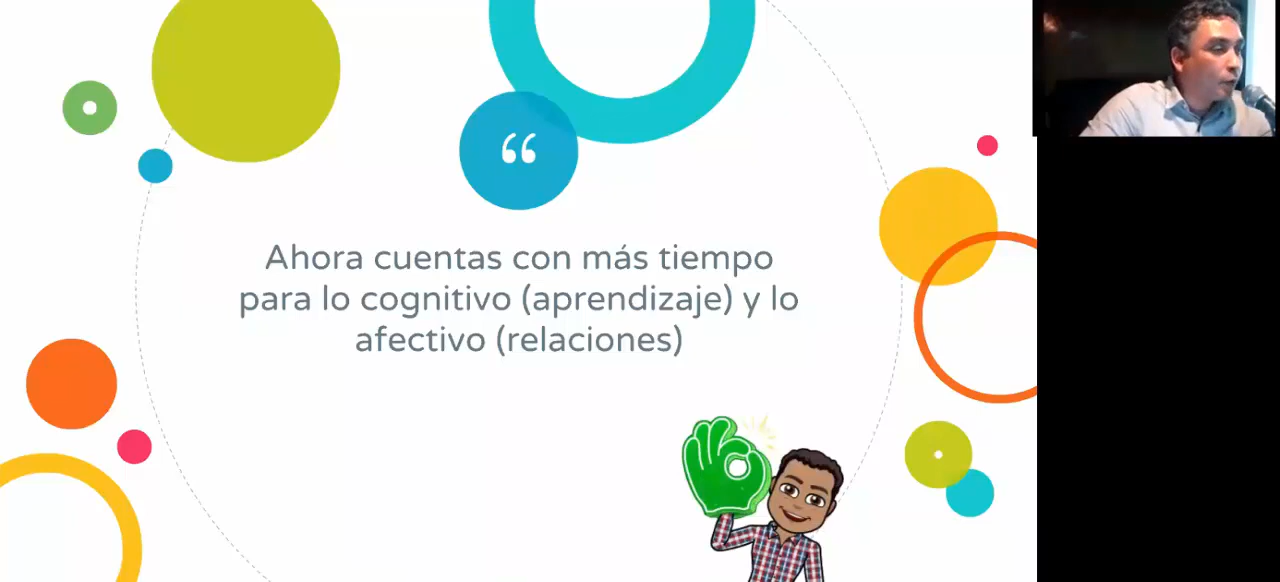 “
Ahora cuentas con más tiempo
para lo cognitivo (aprendizaje) y lo
afectivo (relaciones)